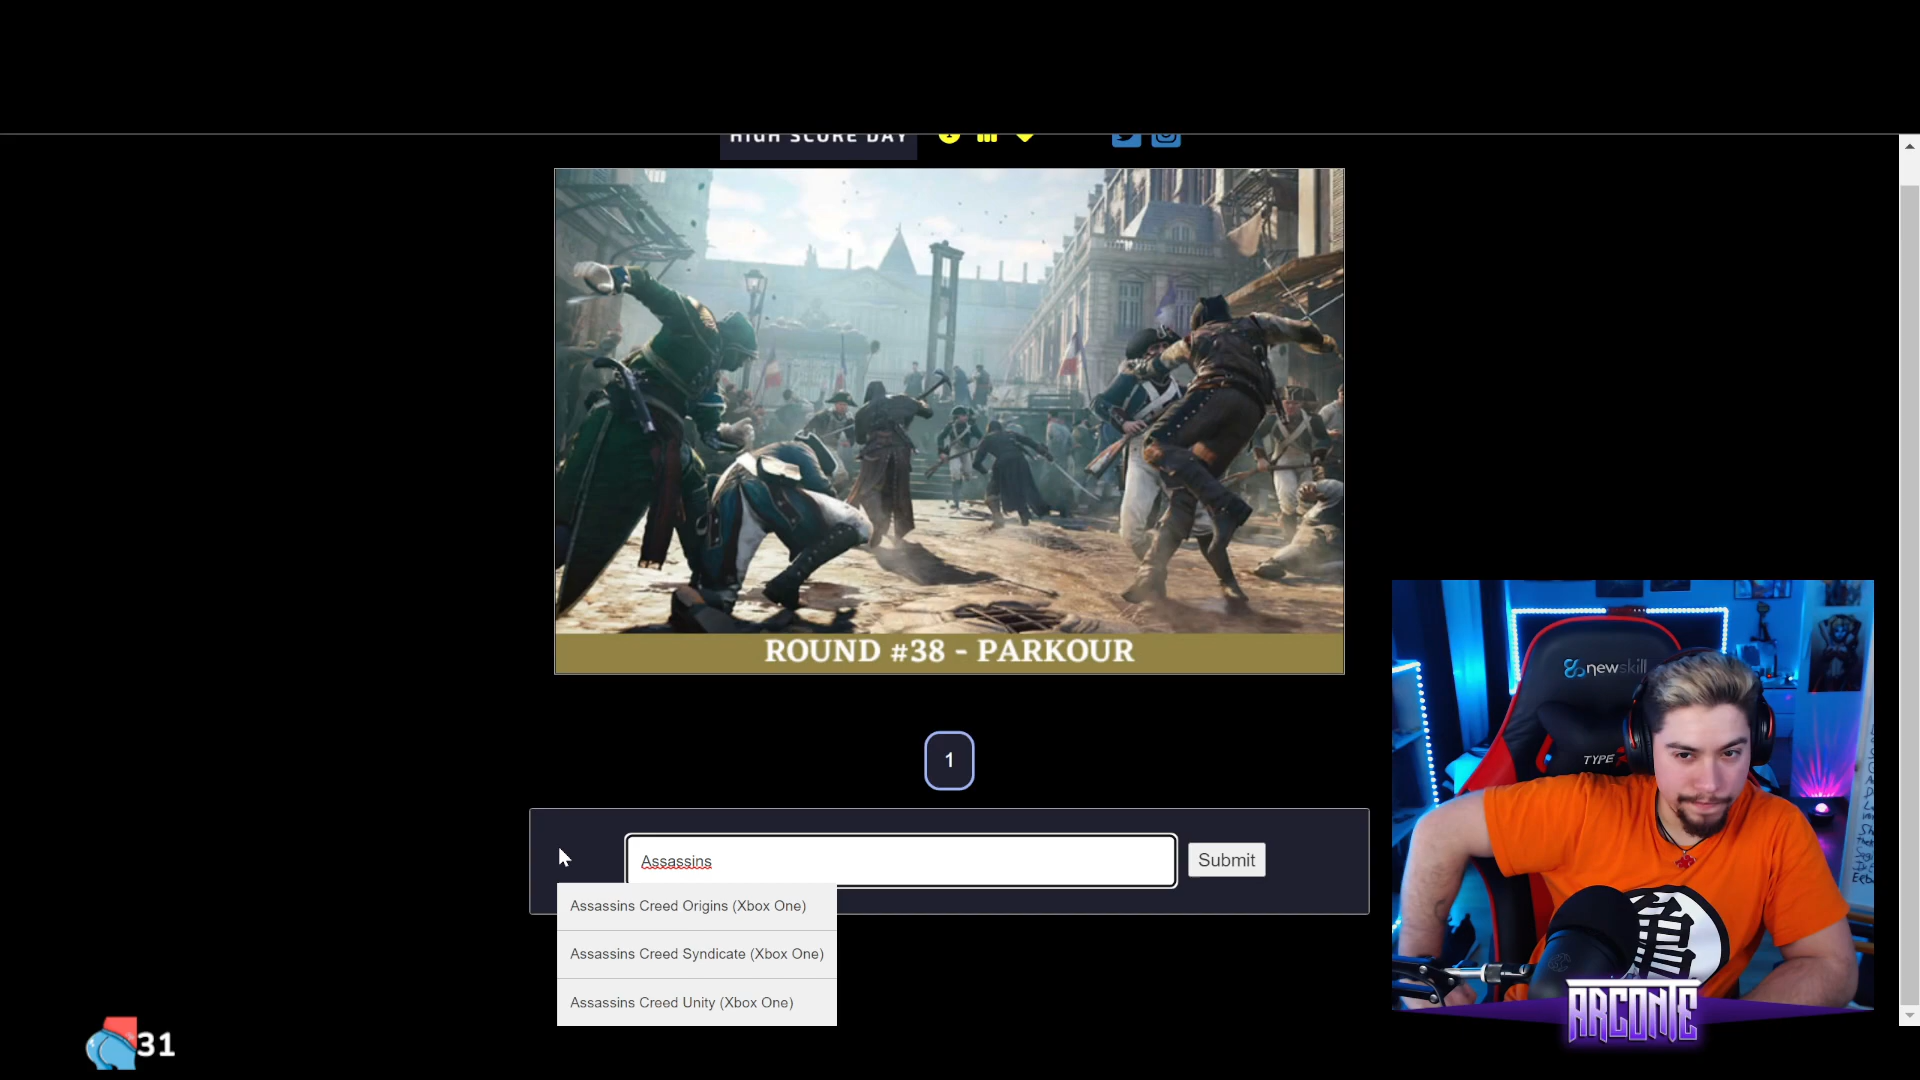 HIGH SCORE DAY
ROUND #38 - PARKOUR
1
Assassins
Submit
Assassins Creed Origins (Xbox One)
Assassins Creed Syndicate (Xbox One)
Assassins Creed Unity (Xbox One)
newskill
TYPE
ARCONTE
31